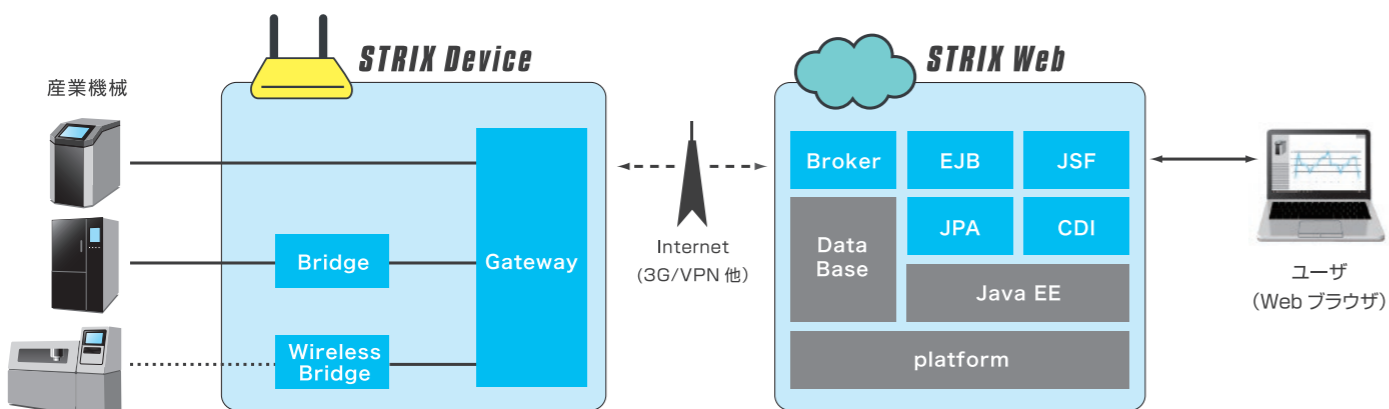 STRIX Device
STRIX Web
産業機械
Broker
EJB
JSF
JPA
CDI
Data
Base
Bridge
Gateway
Internet
(3G/VPN 他)
Java EE
ユーザ
（Web ブラウザ）
Wireless
Bridge
platform